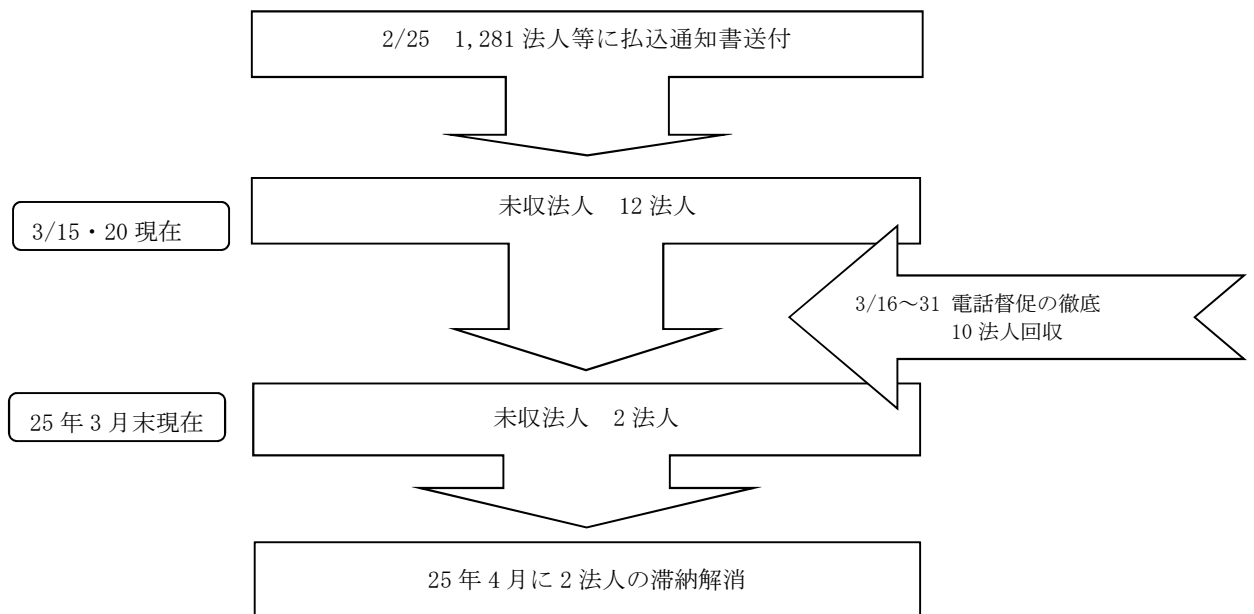 2/25 1,281 法人等に払込通知書送付
未収法人 12 法人
3/15・20 現在
3/16～31 電話督促の徹底
10 法人回収
25 年 3 月末現在
未収法人 2 法人
25 年 4 月に 2 法人の滞納解消